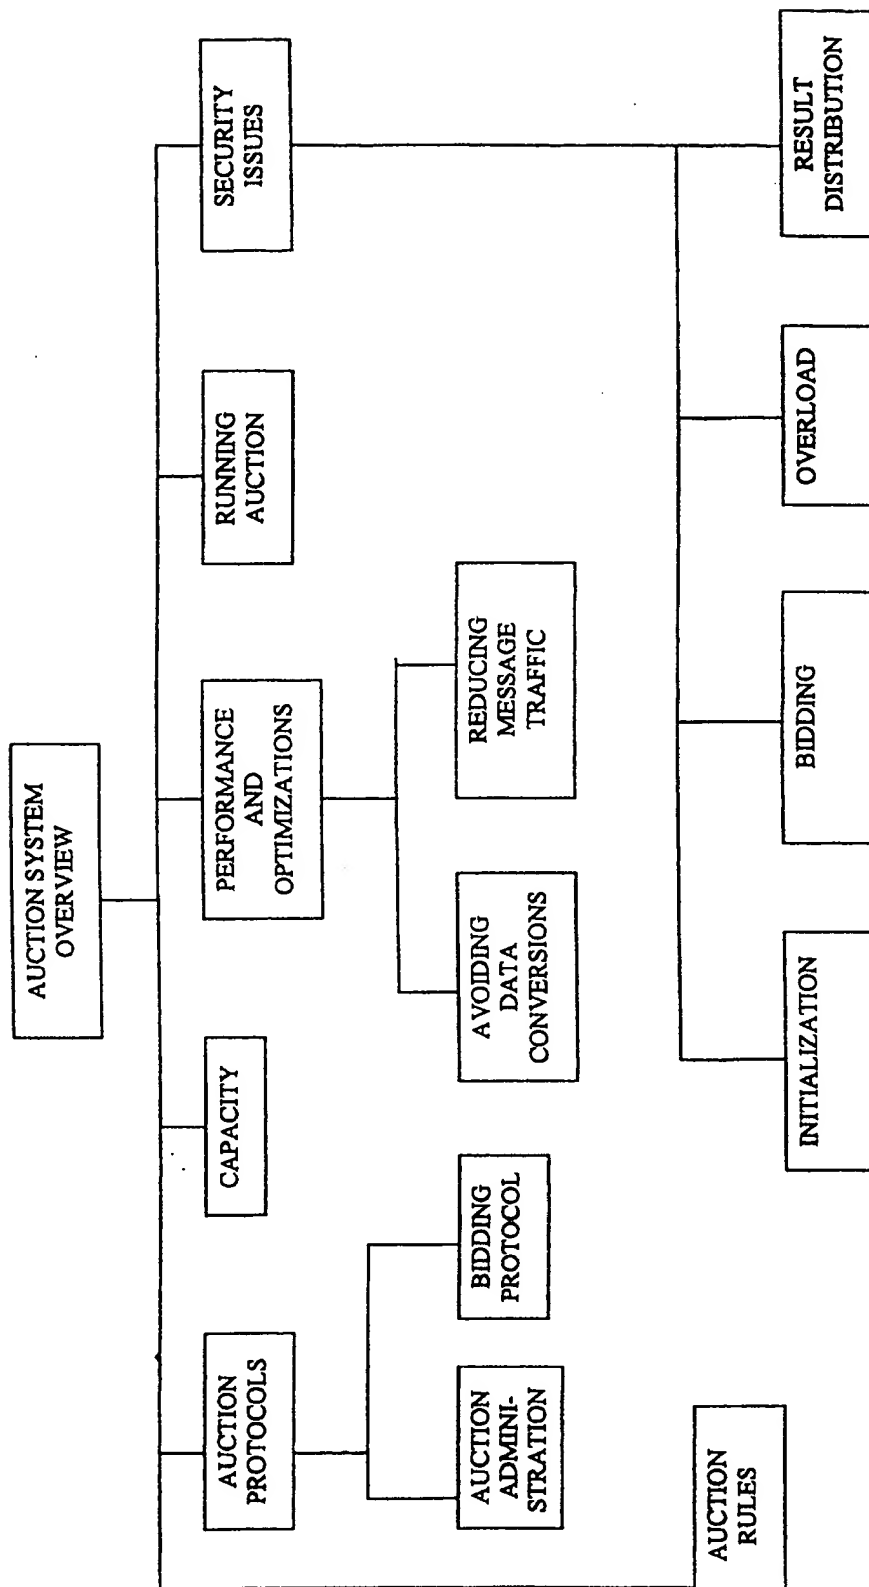 AUCTION SYSTEM
OVERVIEW
AUCTION
PROTOCOLS
CAPACITY
PERFORMANCE
AND
OPTIMIZATIONS
RUNNING
AUCTION
SECURITY
ISSUES
AUCTION
ADMINI-
STRATION
BIDDING
PROTOCOL
AVOIDING
DATA
CONVERSIONS
REDUCING
MESSAGE
TRAFFIC
AUCTION
RULES
INITIALIZATION
BIDDING
OVERLOAD
RESULT
DISTRIBUTION